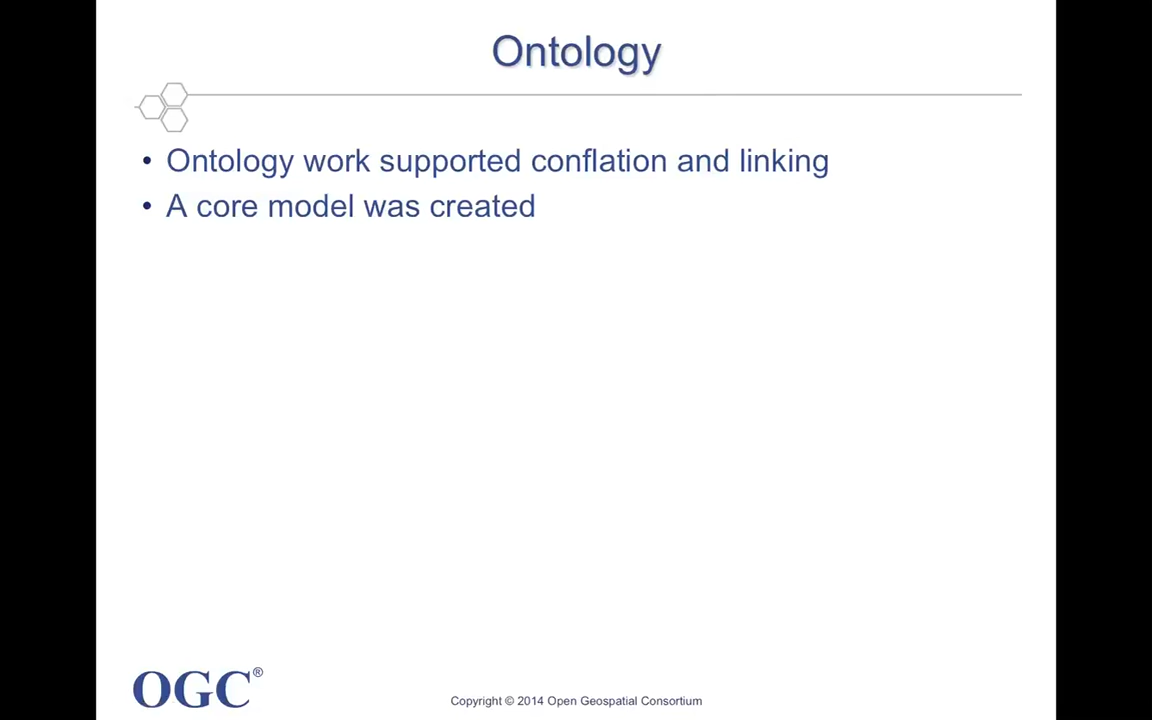 Ontology
• Ontology work supported conflation and linking
• A core model was created
OGC®
Copyright © 2014 Open Geospatial Consortium